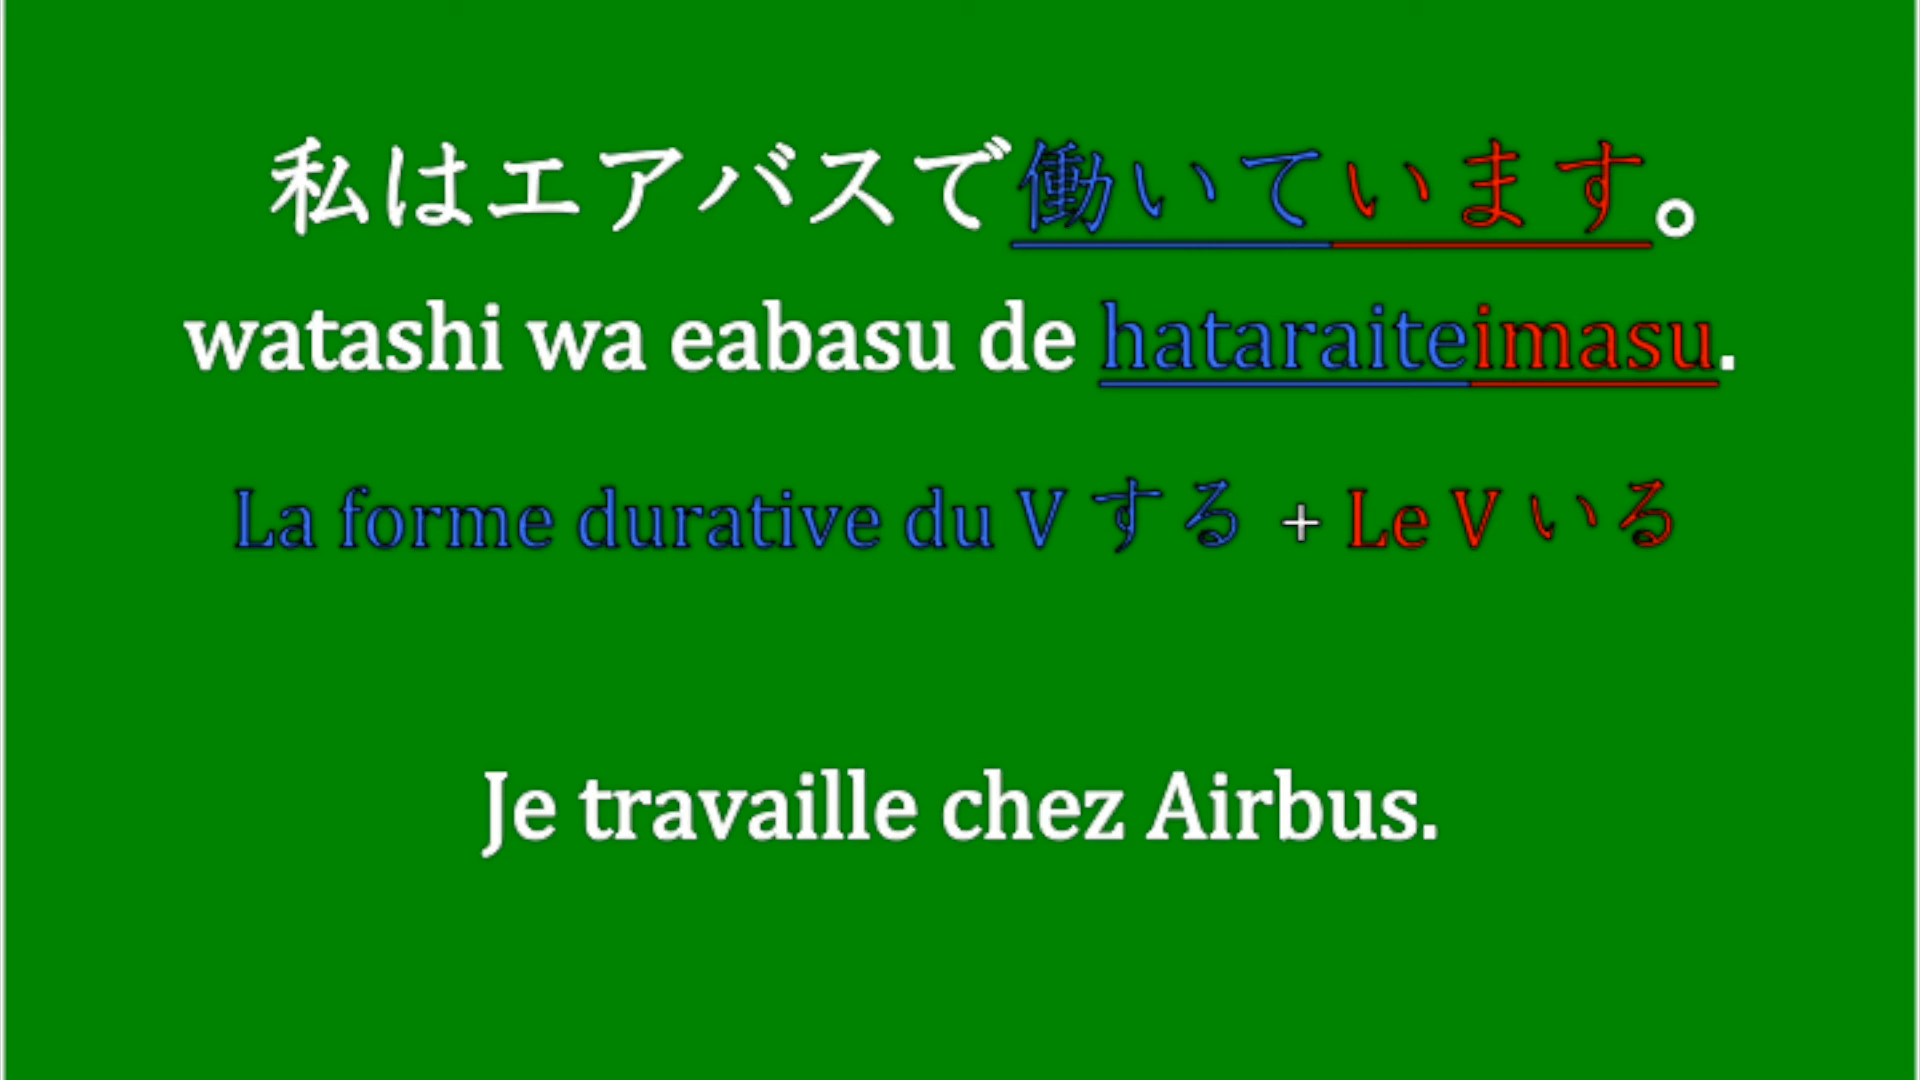 私はエアバスで働いています。
watashi wa eabasu de hataraiteimasu.
La forme durative du V する + Le V いる
Je travaille chez Airbus.